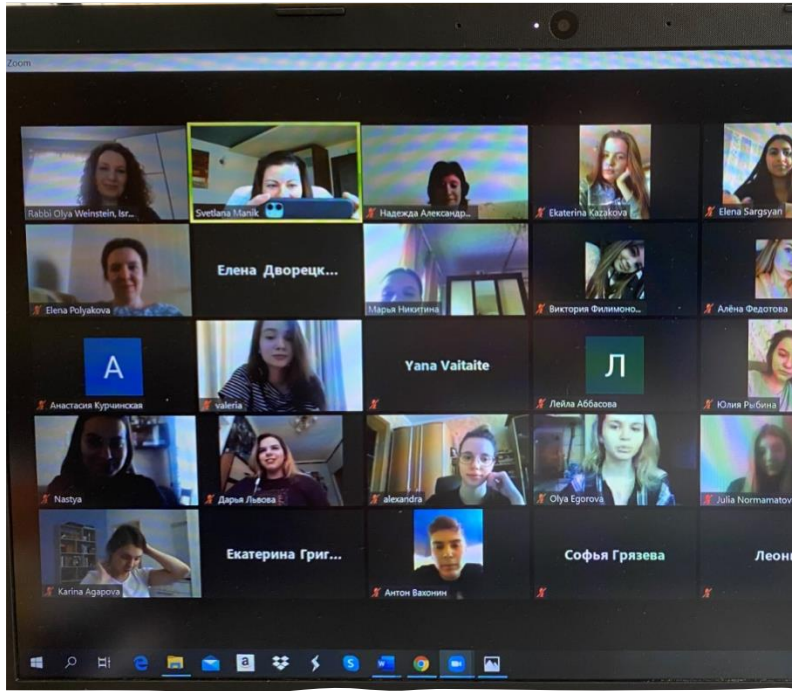 Zoom
Rabbi Olya Weinstein, Isr...
Svetlana Manik
Надежда Александр...
Ekaterina Kazakova
Elena Sargsyan
Elena Polyakova
Елена Дворецк...
Марья Никитина
Виктория Филимоно...
Алёна Федотова
А
Анастасия Курчинская
valeria
Yana Vaitaite
Л
Лейла Аббасова
Юлия Рыбина
Nastya
Дарья Львова
alexandra
Olya Egorova
Julia Normamatov
Karina Agapova
Екатерина Григ...
Антон Вахонин
Софья Грязева
Леон